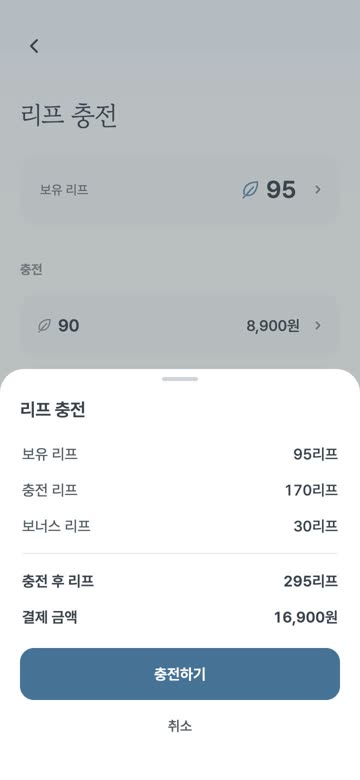 리프 충전
보유 리프 95
충전
90 8,900원
리프 충전
보유 리프 95리프
충전 리프 170리프
보너스 리프 30리프
충전 후 리프 295리프
결제 금액 16,900원
충전하기
취소